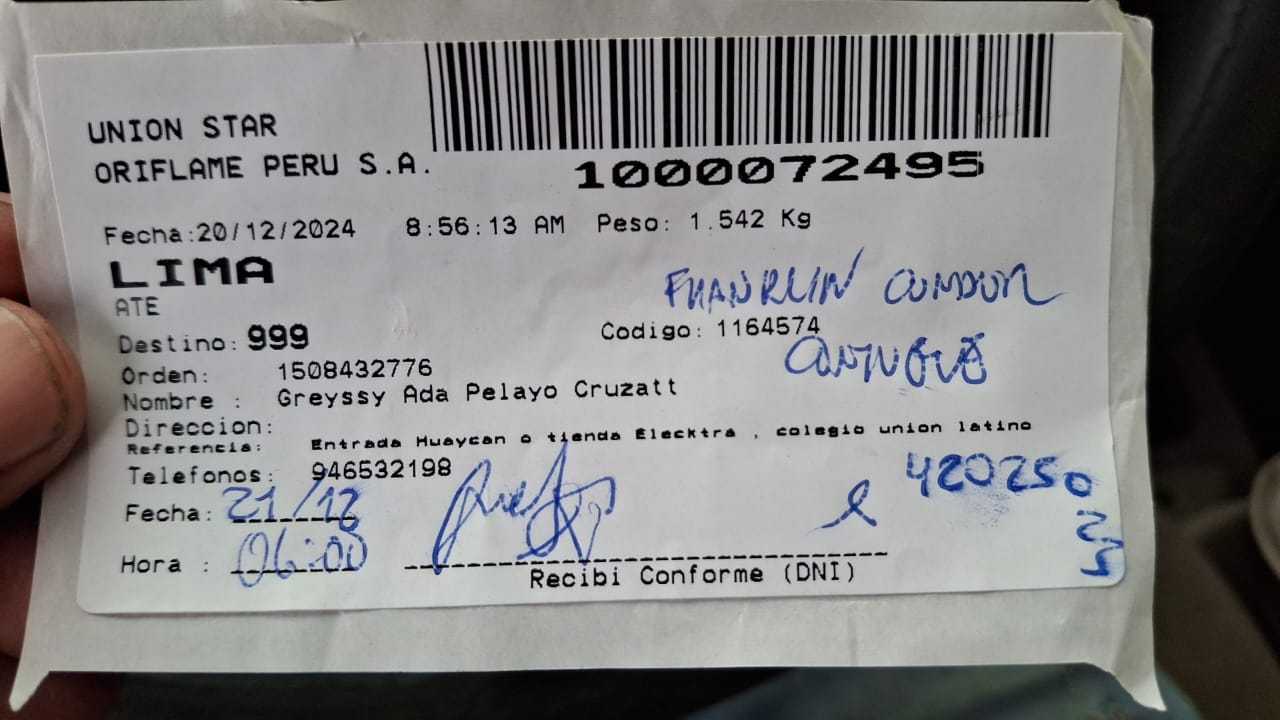 UNION STAR
ORIFLAME PERU S.A.
1000072495
Fecha:20/12/2024 8:56:13 AM Peso: 1.542 Kg
LIMA
ATE
FRANKLIN
Destino: 999 Codigo: 1164574
Orden: 1508432776
Nombre : Greyssy Ada Pelayo Cruzatt
Direccion:
Referencia: Entrada Huaycan o tienda Elecktra , colegio union latino
Telefonos: 946532198
420250
Fecha: 21/12
Hora : 06:00
Recibi Conforme (DNI)